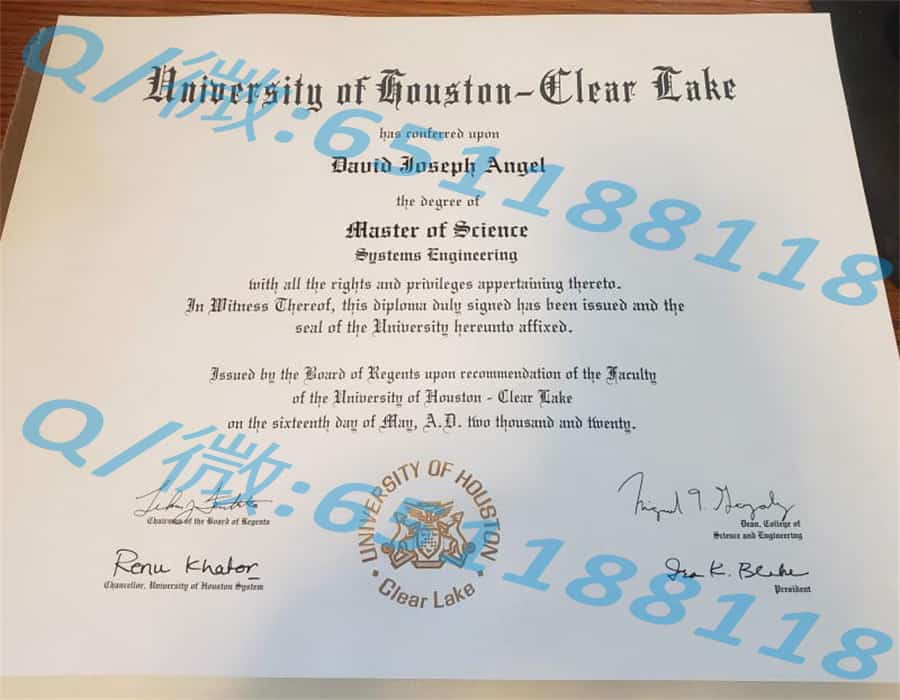 University of Houston-Clear Lake
has conferred upon
David Joseph Angel
the degree of
Master of Science
Systems Engineering
with all the rights and privileges appertaining thereto.
In Witness Thereof, this diploma duly signed has been issued and the
seal of the University hereunto affixed.
Issued by the Board of Regents upon recommendation of the Faculty
of the University of Houston - Clear Lake
on the sixteenth day of May, A.D. two thousand and twenty.
Q/微:651188118
Q/微:651188118
Chairman of the Board of Regents
Renu Khator
Chancellor, University of Houston System
UNIVERSITY OF HOUSTON
• Clear Lake •
Dean, College of
Science and Engineering
Ira K. Blake
President